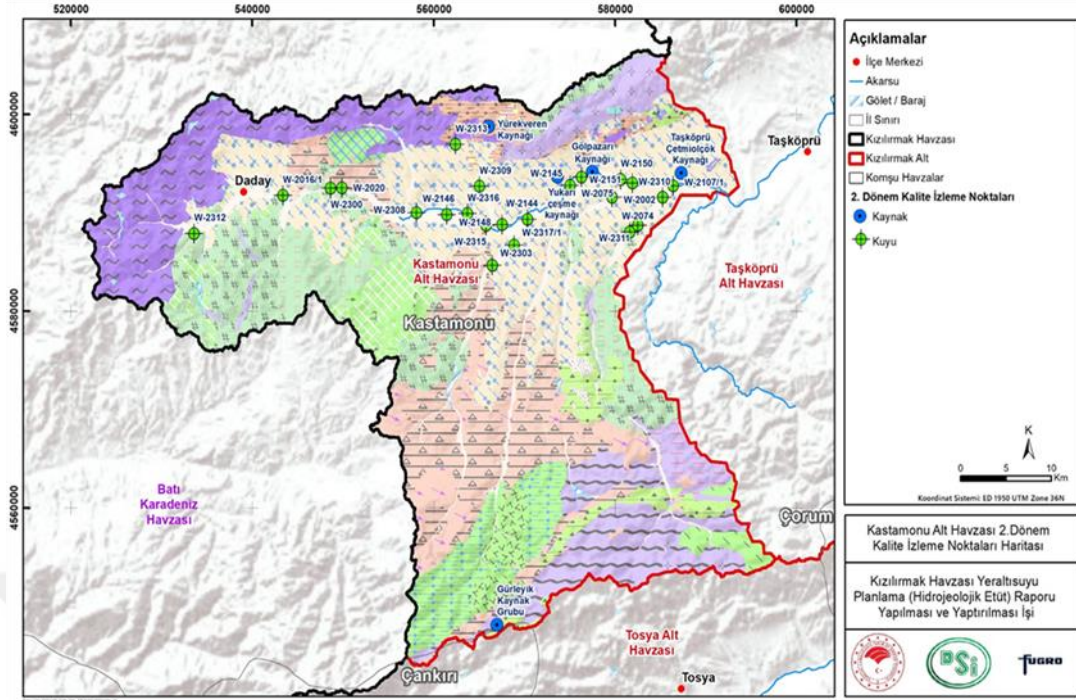 520000
540000
560000
580000
600000
4600000
4580000
4560000
W-2313
Yürekveren
Kaynağı
Gölpazarı
Kaynağı
Taşköprü
Çetmiolçok
Kaynağı
Taşköprü
Daday
W-2016/1
W-2020
W-2300
W-2309
W-2145
W-2150
W-2151
W-2310
W-2107/1
W-2075
W-2002
Yukarı
çeşme
kaynağı
W-2312
W-2308
W-2146
W-2316
W-2144
W-2148
W-2317/1
W-2315
W-2303
W-2074
W-2311
Kastamonu
Alt Havzası
Kastamonu
Taşköprü
Alt Havzası
Batı
Karadeniz
Havzası
Çorum
Gürleyik
Kaynak
Grubu
Tosya Alt
Havzası
Çankırı
Tosya
Açıklamalar
İlçe Merkezi
Akarsu
Gölet / Baraj
İl Sınırı
Kızılırmak Havzası
Kızılırmak Alt
Komşu Havzalar
2. Dönem Kalite İzleme Noktaları
Kaynak
Kuyu
K
0 5 10
Km
Koordinat Sistemi: ED 1950 UTM Zone 36N
Kastamonu Alt Havzası 2.Dönem
Kalite İzleme Noktaları Haritası
Kızılırmak Havzası Yeraltısuyu
Planlama (Hidrojeolojik Etüt) Raporu
Yapılması ve Yaptırılması İşi
DSİ
FUGRO